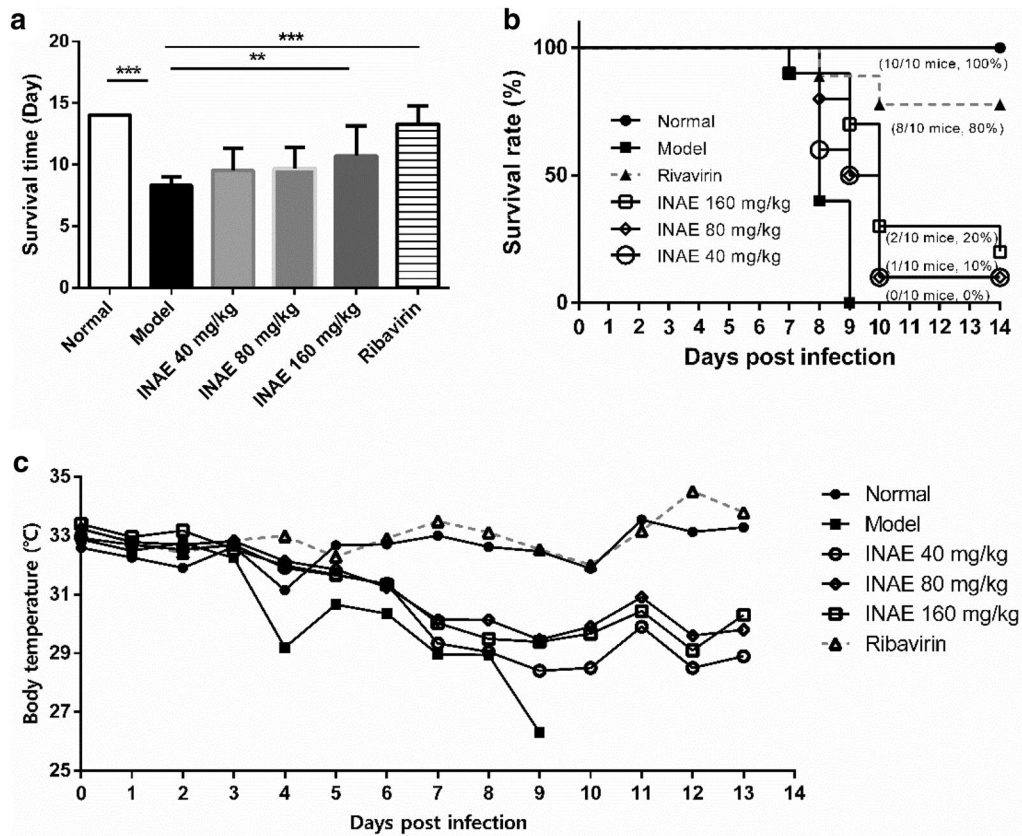 a
Survival time (Day)
20
15
10
5
0
***
***
**
Normal
Model
INAE 40 mg/kg
INAE 80 mg/kg
INAE 160 mg/kg
Ribavirin
b
Survival rate (%)
100
50
0
(10/10 mice, 100%)
(8/10 mice, 80%)
(2/10 mice, 20%)
(1/10 mice, 10%)
(0/10 mice, 0%)
Normal
Model
Rivavirin
INAE 160 mg/kg
INAE 80 mg/kg
INAE 40 mg/kg
0 1 2 3 4 5 6 7 8 9 10 11 12 13 14
Days post infection
c
Body temperature (°C)
35
33
31
29
27
25
0 1 2 3 4 5 6 7 8 9 10 11 12 13 14
Days post infection
Normal
Model
INAE 40 mg/kg
INAE 80 mg/kg
INAE 160 mg/kg
Ribavirin